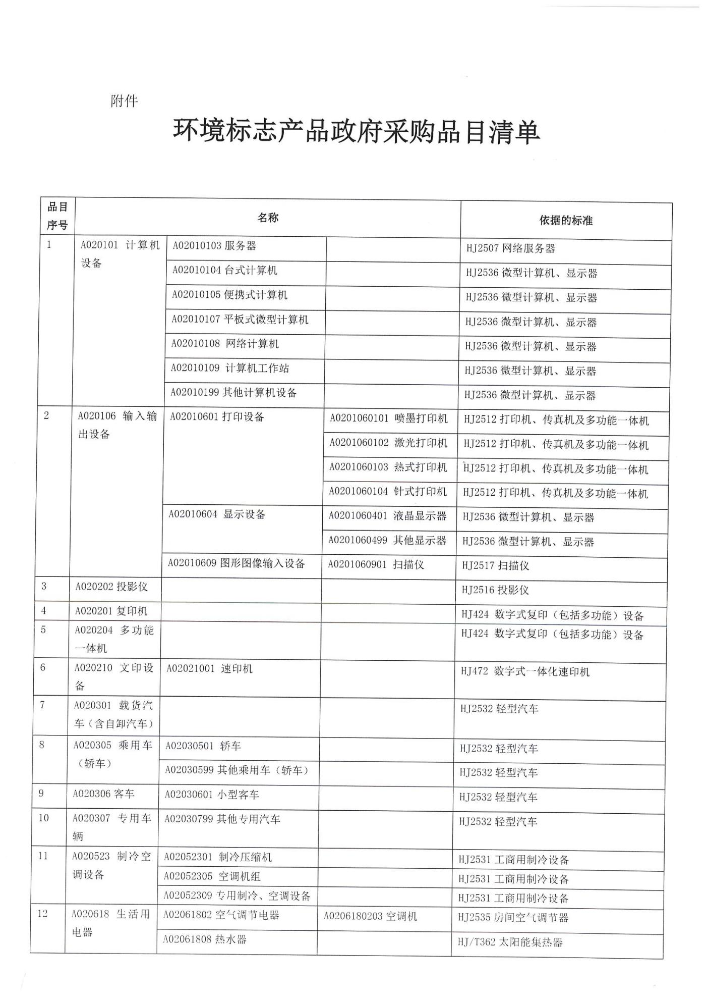 附件
环境标志产品政府采购品目清单
品目
序号
名称
依据的标准
1
A020101 计算机
设备
A02010103 服务器
HJ2507 网络服务器
A02010104 台式计算机
HJ2536 微型计算机、显示器
A02010105 便携式计算机
HJ2536 微型计算机、显示器
A02010107 平板式微型计算机
HJ2536 微型计算机、显示器
A02010108 网络计算机
HJ2536 微型计算机、显示器
A02010109 计算机工作站
HJ2536 微型计算机、显示器
A02010199 其他计算机设备
HJ2536 微型计算机、显示器
2
A020106 输入输
出设备
A02010601 打印设备
A0201060101 喷墨打印机
HJ2512 打印机、传真机及多功能一体机
A0201060102 激光打印机
HJ2512 打印机、传真机及多功能一体机
A0201060103 热式打印机
HJ2512 打印机、传真机及多功能一体机
A0201060104 针式打印机
HJ2512 打印机、传真机及多功能一体机
A02010604 显示设备
A0201060401 液晶显示器
HJ2536 微型计算机、显示器
A0201060499 其他显示器
HJ2536 微型计算机、显示器
A02010609 图形图像输入设备
A0201060901 扫描仪
HJ2517 扫描仪
3
A020202 投影仪
HJ2516 投影仪
4
A020201 复印机
HJ424 数字式复印（包括多功能）设备
5
A020204 多功能
一体机
HJ424 数字式复印（包括多功能）设备
6
A020210 文印设
备
A02021001 速印机
HJ472 数字式一体化速印机
7
A020301 载货汽
车（含自卸汽车）
HJ2532 轻型汽车
8
A020305 乘用车
（轿车）
A02030501 轿车
HJ2532 轻型汽车
A02030599 其他乘用车（轿车）
HJ2532 轻型汽车
9
A020306 客车
A02030601 小型客车
HJ2532 轻型汽车
10
A020307 专用车
辆
A02030799 其他专用汽车
HJ2532 轻型汽车
11
A020523 制冷空
调设备
A02052301 制冷压缩机
HJ2531 工商用制冷设备
A02052305 空调机组
HJ2531 工商用制冷设备
A02052309 专用制冷、空调设备
HJ2531 工商用制冷设备
12
A020618 生活用
电器
A02061802 空气调节电器
A0206180203 空调机
HJ2535 房间空气调节器
A02061808 热水器
HJ/T362 太阳能集热器